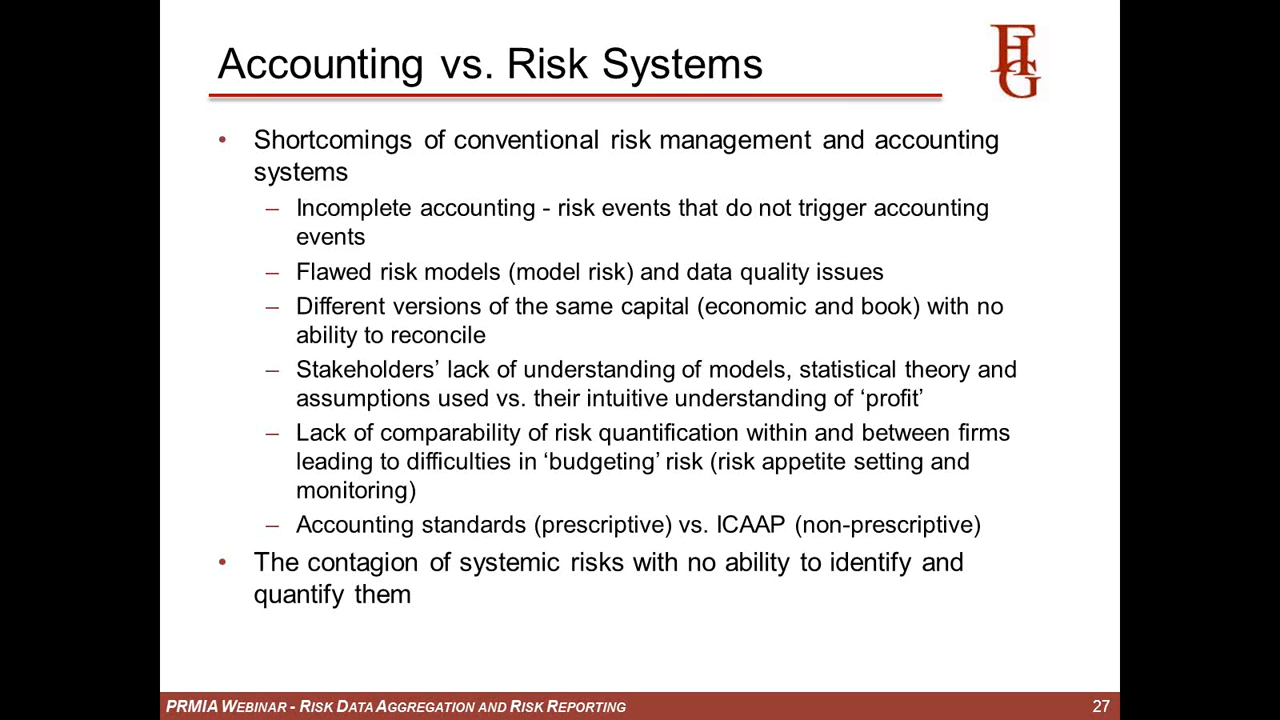 Accounting vs. Risk Systems
FHG
• Shortcomings of conventional risk management and accounting
systems
– Incomplete accounting - risk events that do not trigger accounting
events
– Flawed risk models (model risk) and data quality issues
– Different versions of the same capital (economic and book) with no
ability to reconcile
– Stakeholders’ lack of understanding of models, statistical theory and
assumptions used vs. their intuitive understanding of ‘profit’
– Lack of comparability of risk quantification within and between firms
leading to difficulties in ‘budgeting’ risk (risk appetite setting and
monitoring)
– Accounting standards (prescriptive) vs. ICAAP (non-prescriptive)
• The contagion of systemic risks with no ability to identify and
quantify them
PRMIA WEBINAR - RISK DATA AGGREGATION AND RISK REPORTING 27